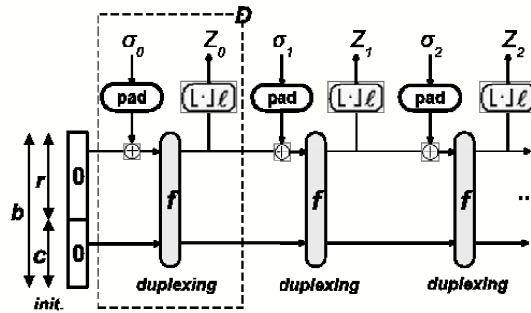 D
σ0 Z0 σ1 Z1 σ2 Z2
pad ⌊·⌋ℓ pad ⌊·⌋ℓ pad ⌊·⌋ℓ
b r 0 f f f ...
c 0
init. duplexing duplexing duplexing